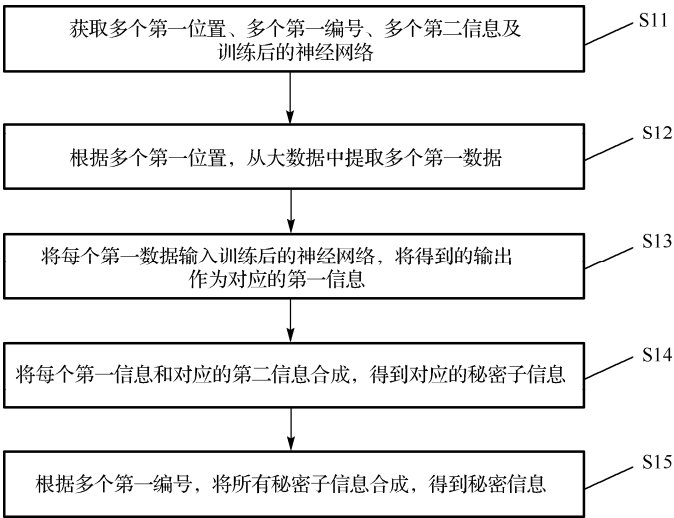 获取多个第一位置、多个第一编号、多个第二信息及
训练后的神经网络
S11
根据多个第一位置，从大数据中提取多个第一数据
S12
将每个第一数据输入训练后的神经网络，将得到的输出
作为对应的第一信息
S13
将每个第一信息和对应的第二信息合成，得到对应的秘密子信息
S14
根据多个第一编号，将所有秘密子信息合成，得到秘密信息
S15